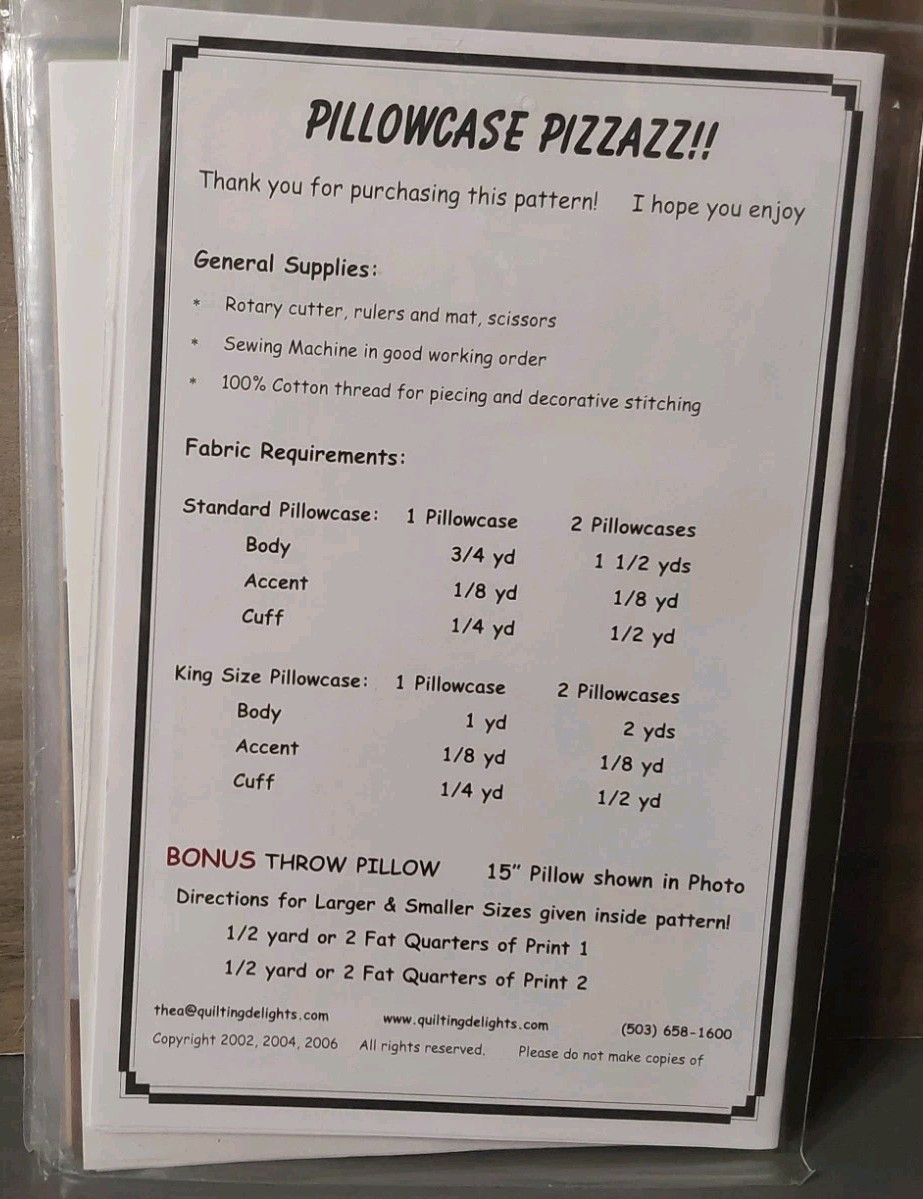 PILLOWCASE PIZZAZZ!!
Thank you for purchasing this pattern! I hope you enjoy
General Supplies:
* Rotary cutter, rulers and mat, scissors
* Sewing Machine in good working order
* 100% Cotton thread for piecing and decorative stitching
Fabric Requirements:
Standard Pillowcase: 1 Pillowcase 2 Pillowcases
Body 3/4 yd 1 1/2 yds
Accent 1/8 yd 1/8 yd
Cuff 1/4 yd 1/2 yd
King Size Pillowcase: 1 Pillowcase 2 Pillowcases
Body 1 yd 2 yds
Accent 1/8 yd 1/8 yd
Cuff 1/4 yd 1/2 yd
BONUS THROW PILLOW 15" Pillow shown in Photo
Directions for Larger & Smaller Sizes given inside pattern!
1/2 yard or 2 Fat Quarters of Print 1
1/2 yard or 2 Fat Quarters of Print 2
thea@quiltingdelights.com www.quiltingdelights.com (503) 658-1600
Copyright 2002, 2004, 2006 All rights reserved. Please do not make copies of